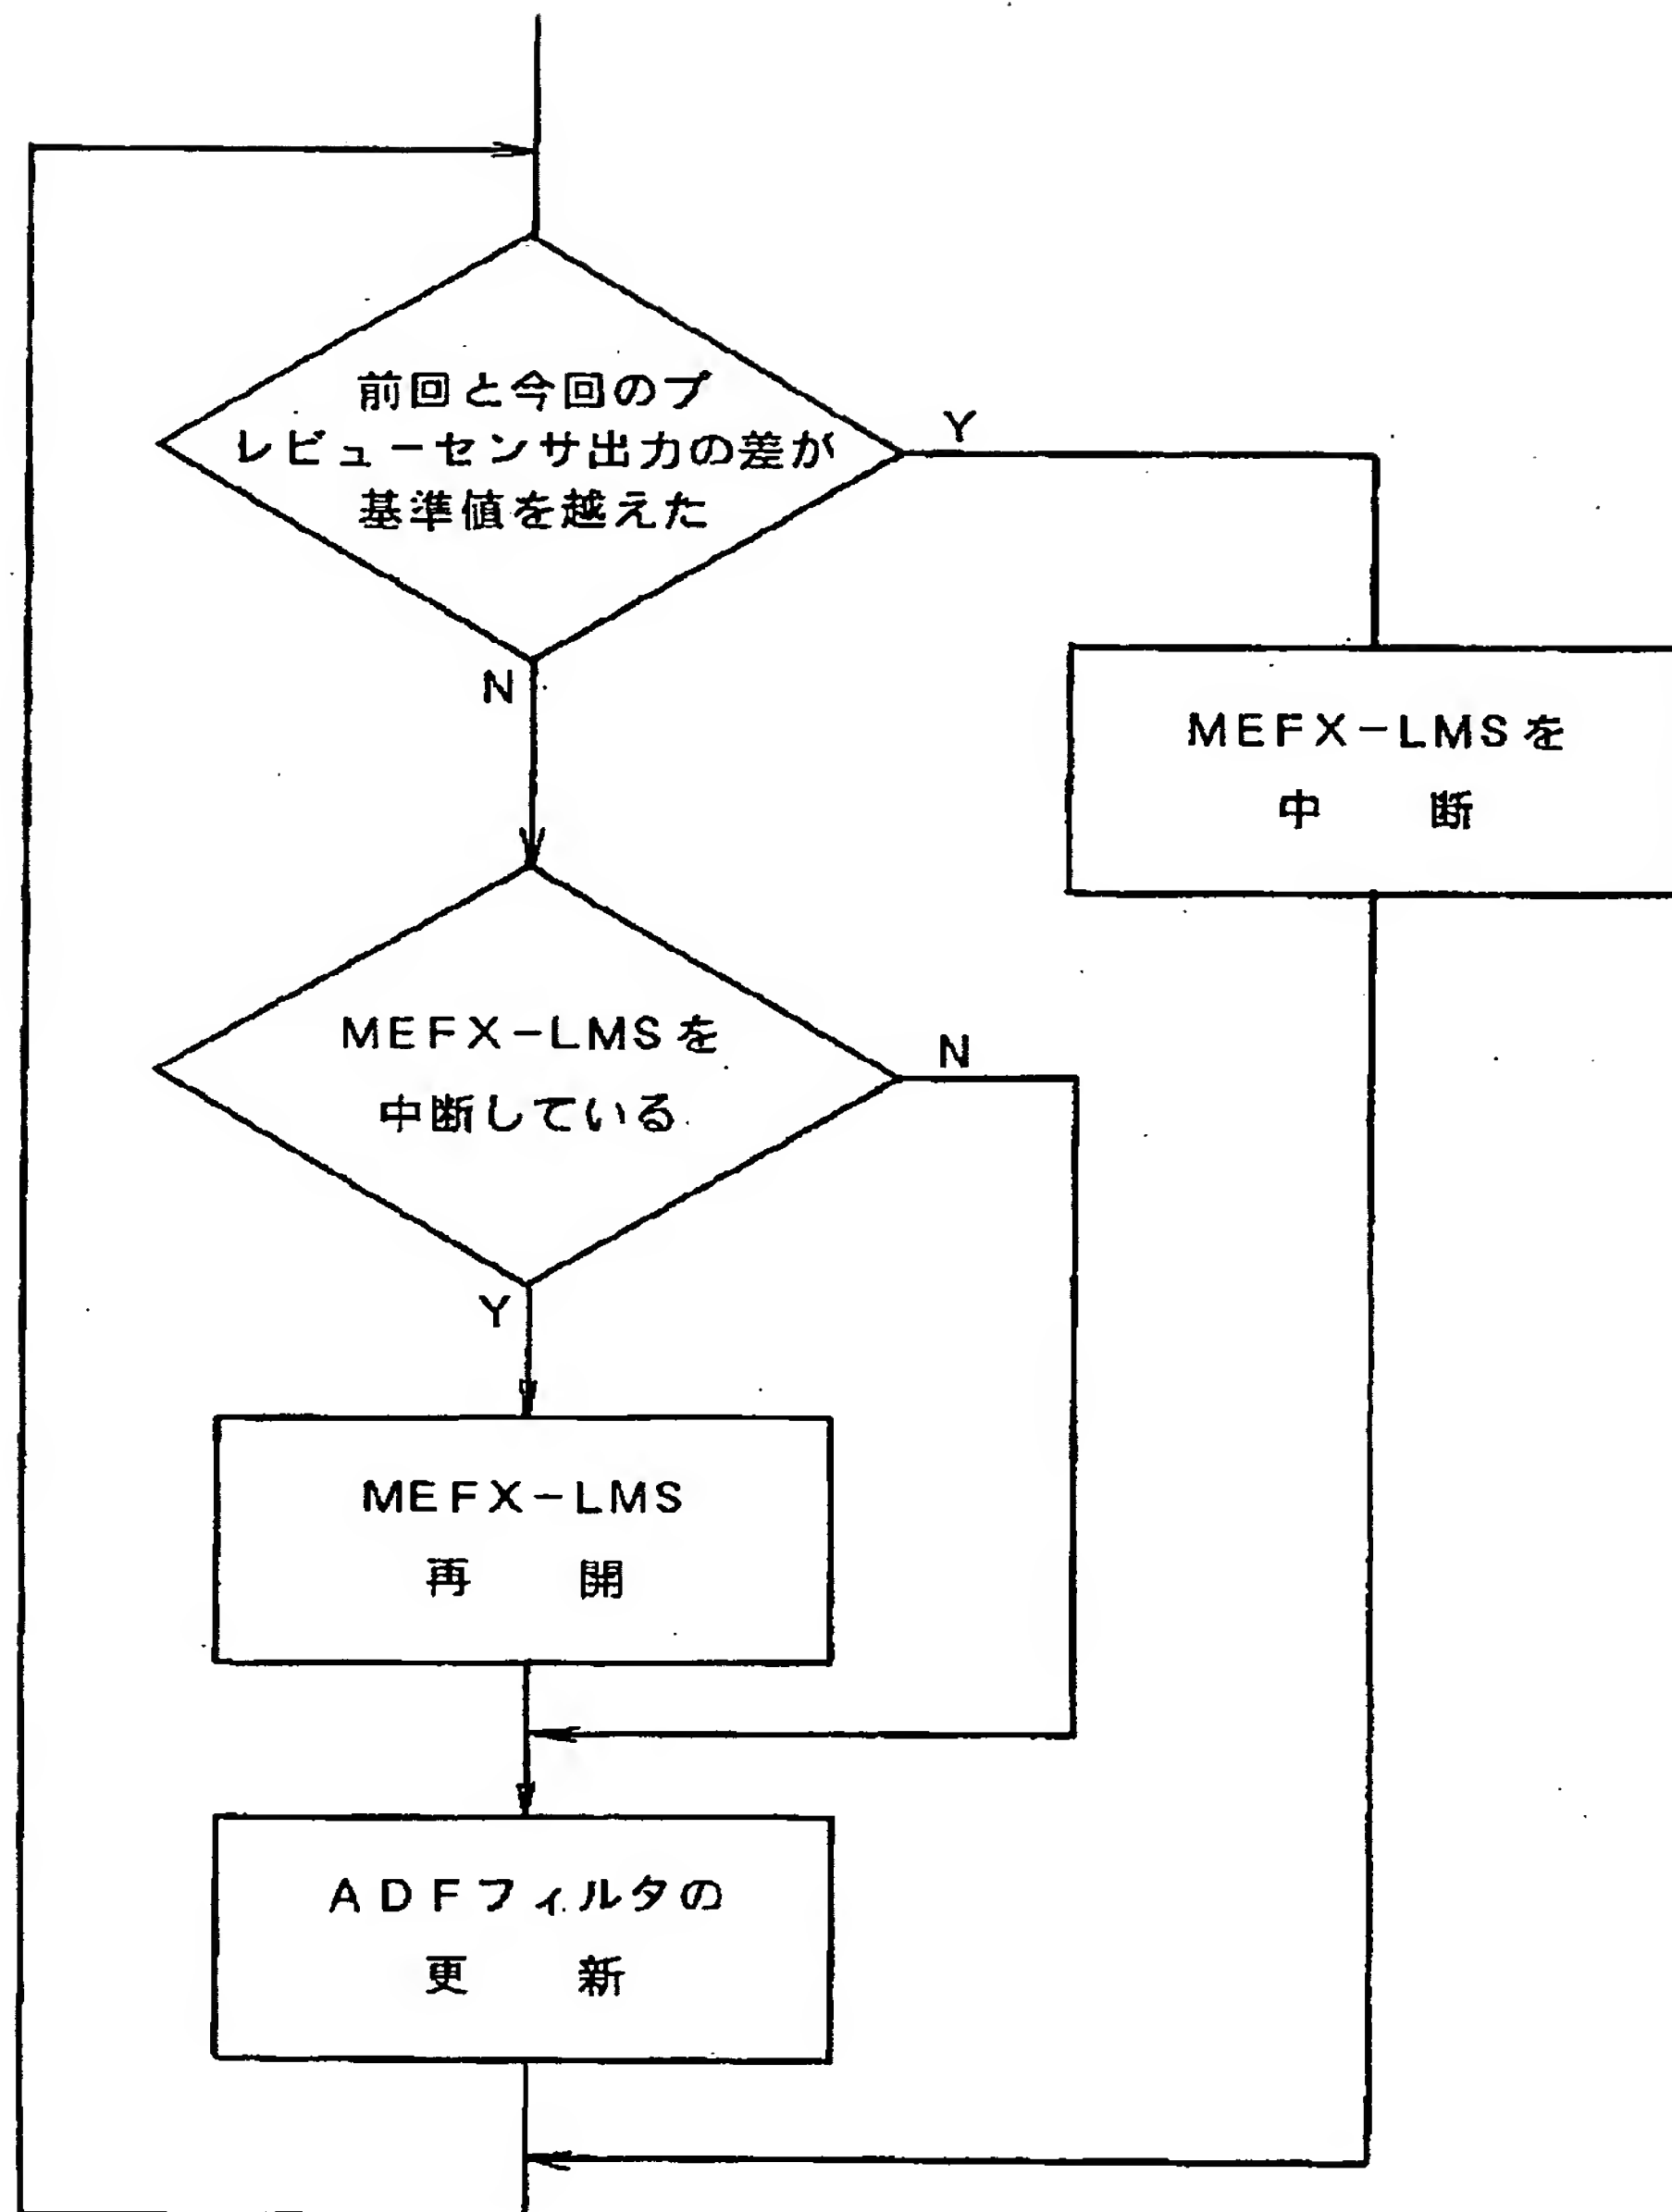 前回と今回のプ
レビューセンサ出力の差が
基準値を越えた
Y
N
MEFX-LMSを
中断
MEFX-LMSを
中断している
N
Y
MEFX-LMS
再開
ADFフィルタの
更新